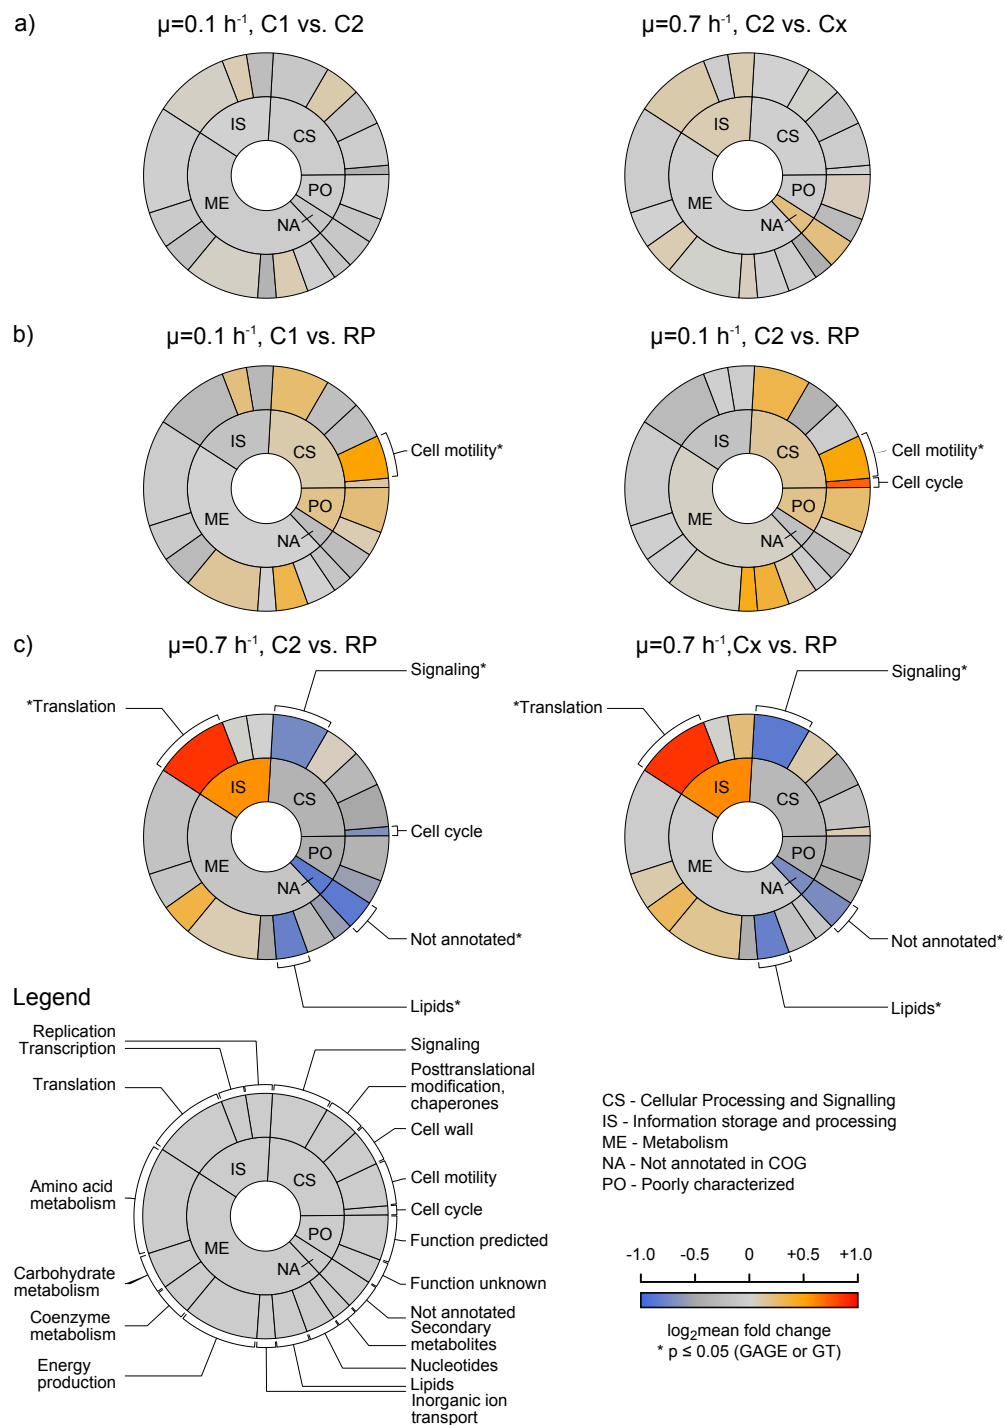 a)
µ=0.1 h-1, C1 vs. C2
IS
CS
ME
PO
NA
µ=0.7 h-1, C2 vs. Cx
IS
CS
ME
PO
NA
b)
µ=0.1 h-1, C1 vs. RP
IS
CS
Cell motility*
ME
PO
NA
µ=0.1 h-1, C2 vs. RP
IS
CS
Cell motility*
Cell cycle
ME
PO
NA
c)
µ=0.7 h-1, C2 vs. RP
Signaling*
*Translation
IS
CS
Cell cycle
ME
PO
NA
Not annotated*
Lipids*
µ=0.7 h-1,Cx vs. RP
Signaling*
*Translation
IS
CS
ME
PO
NA
Not annotated*
Lipids*
Legend
Replication
Transcription
Translation
Amino acid
metabolism
Carbohydrate
metabolism
Coenzyme
metabolism
Energy
production
IS
CS
ME
PO
NA
Signaling
Posttranslational
modification,
chaperones
Cell wall
Cell motility
Cell cycle
Function predicted
Function unknown
Not annotated
Secondary
metabolites
Nucleotides
Lipids
Inorganic ion
transport
CS - Cellular Processing and Signalling
IS - Information storage and processing
ME - Metabolism
NA - Not annotated in COG
PO - Poorly characterized
-1.0 -0.5 0 +0.5 +1.0
log2mean fold change
* p ≤ 0.05 (GAGE or GT)